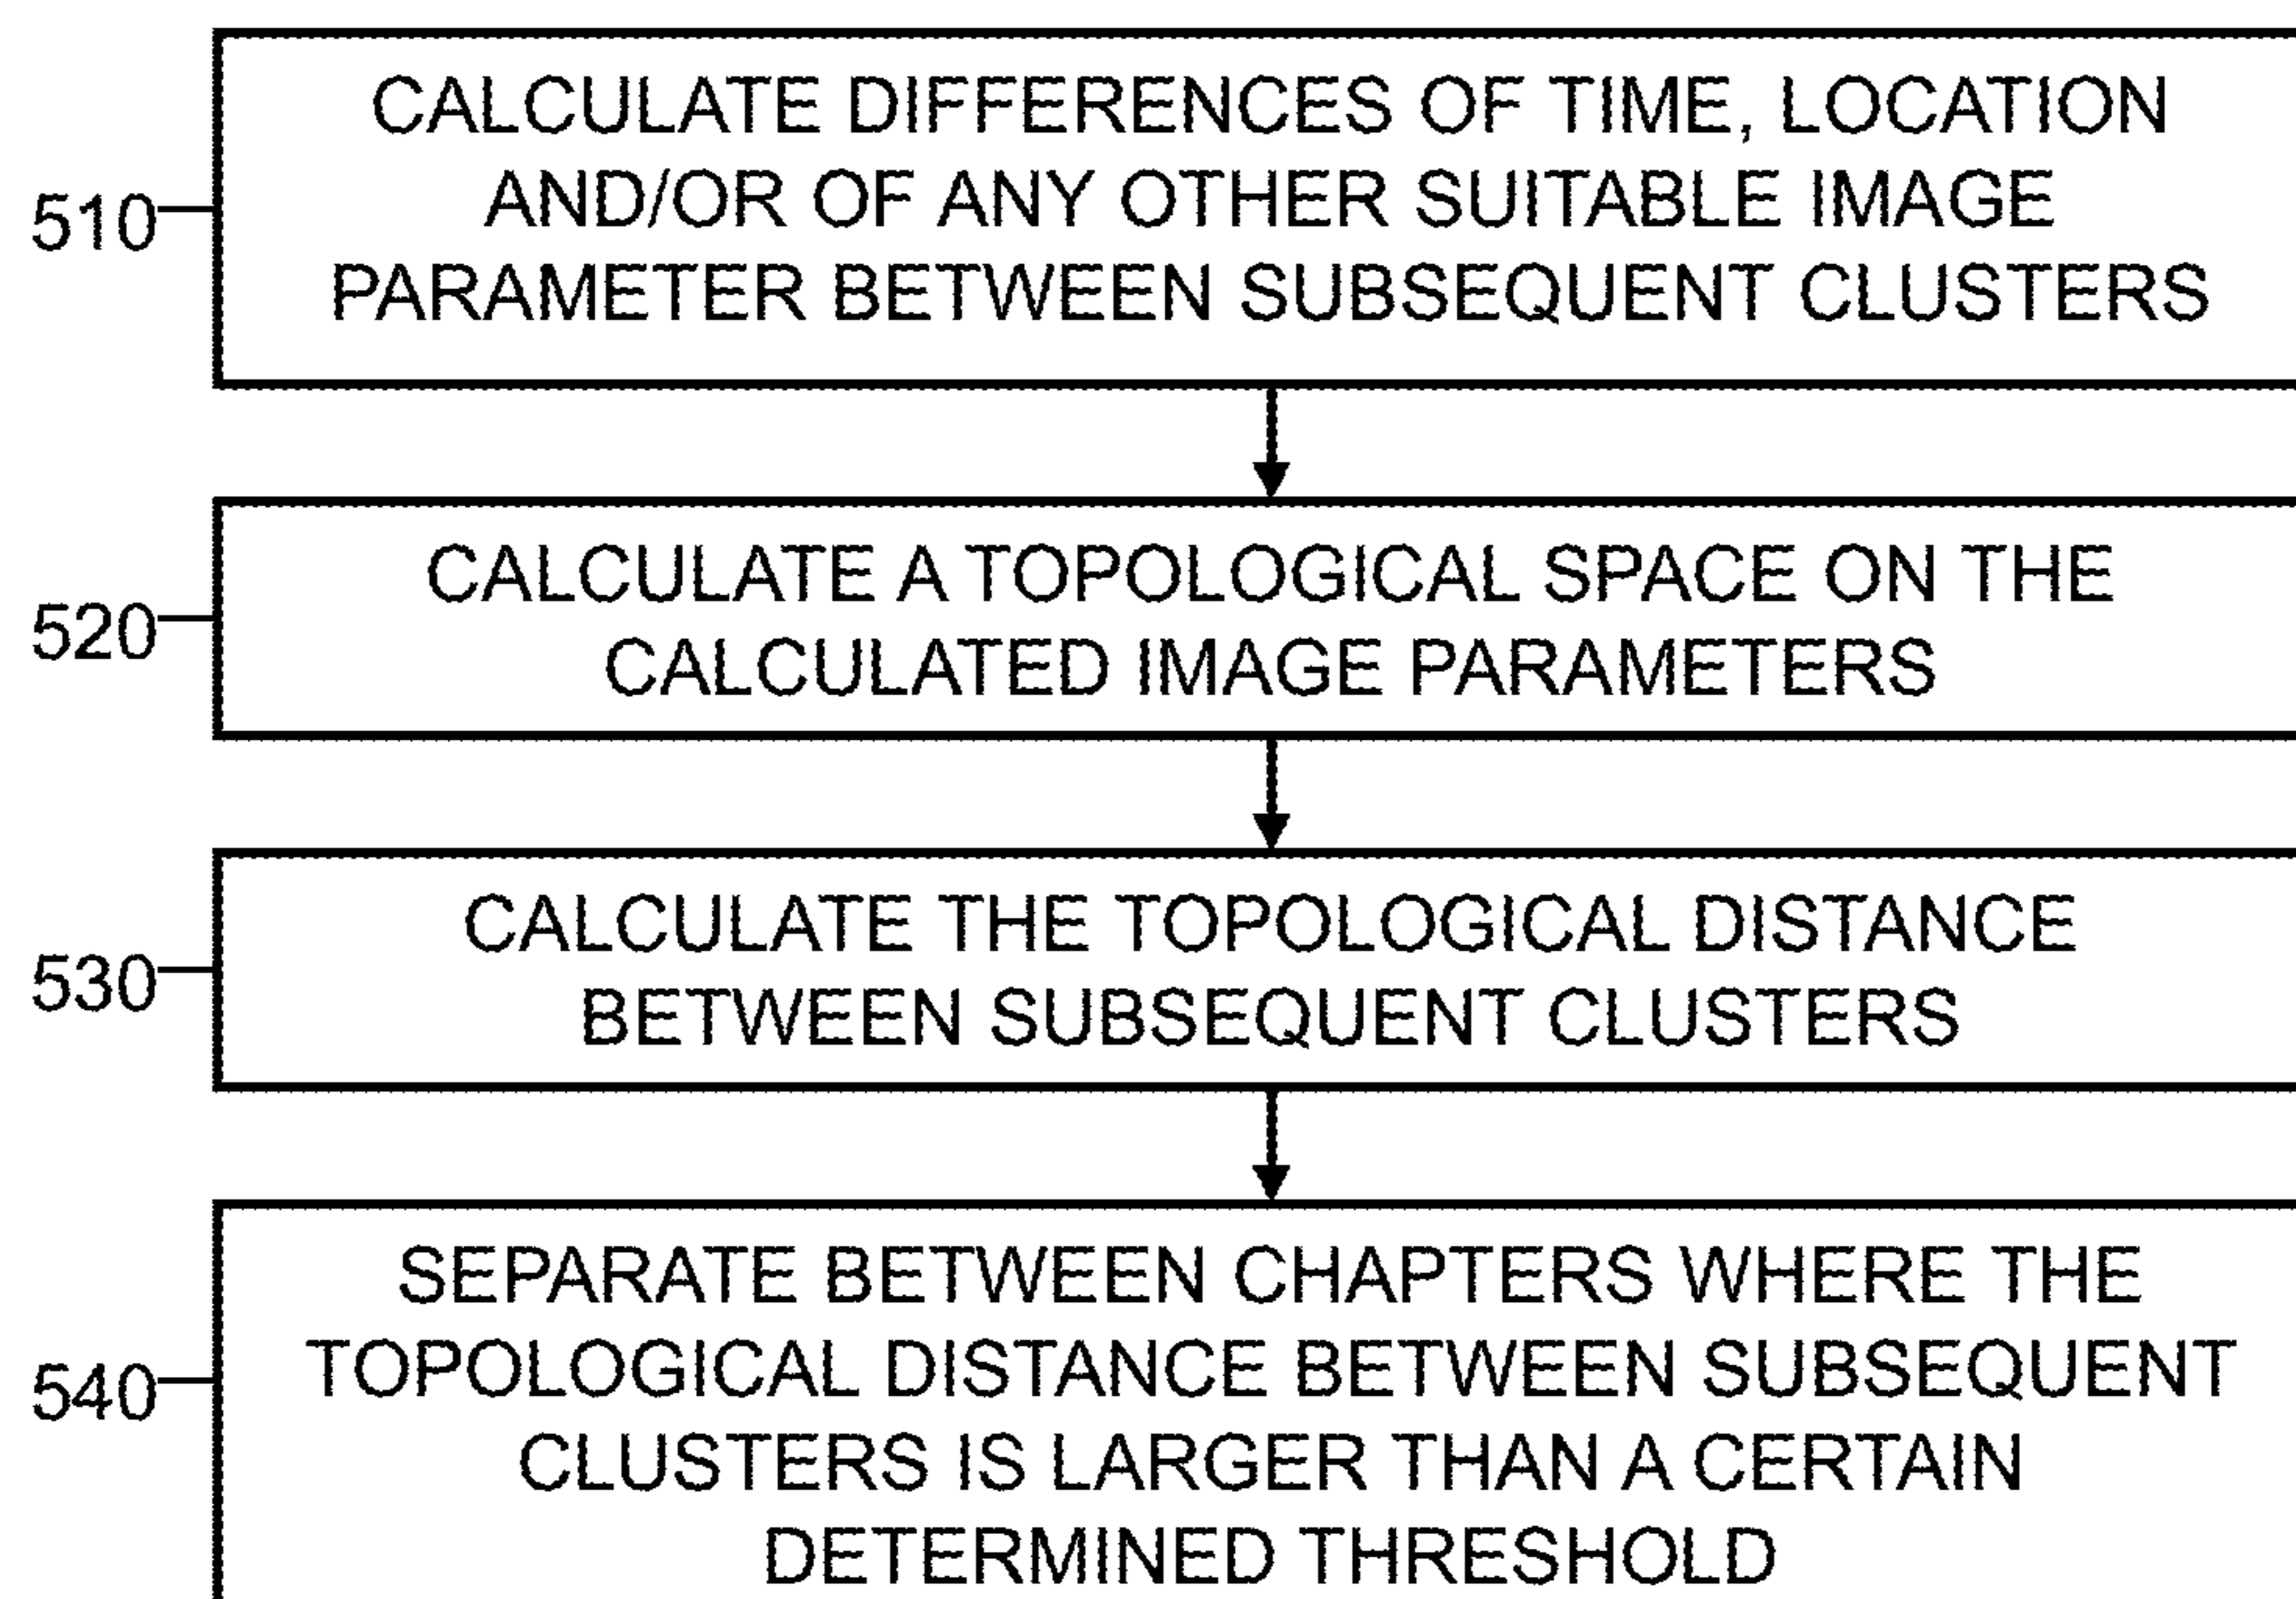 CALCULATE DIFFERENCES OF TIME, LOCATION
AND/OR OF ANY OTHER SUITABLE IMAGE
PARAMETER BETWEEN SUBSEQUENT CLUSTERS
510
CALCULATE A TOPOLOGICAL SPACE ON THE
CALCULATED IMAGE PARAMETERS
520
CALCULATE THE TOPOLOGICAL DISTANCE
BETWEEN SUBSEQUENT CLUSTERS
530
SEPARATE BETWEEN CHAPTERS WHERE THE
TOPOLOGICAL DISTANCE BETWEEN SUBSEQUENT
CLUSTERS IS LARGER THAN A CERTAIN
DETERMINED THRESHOLD
540